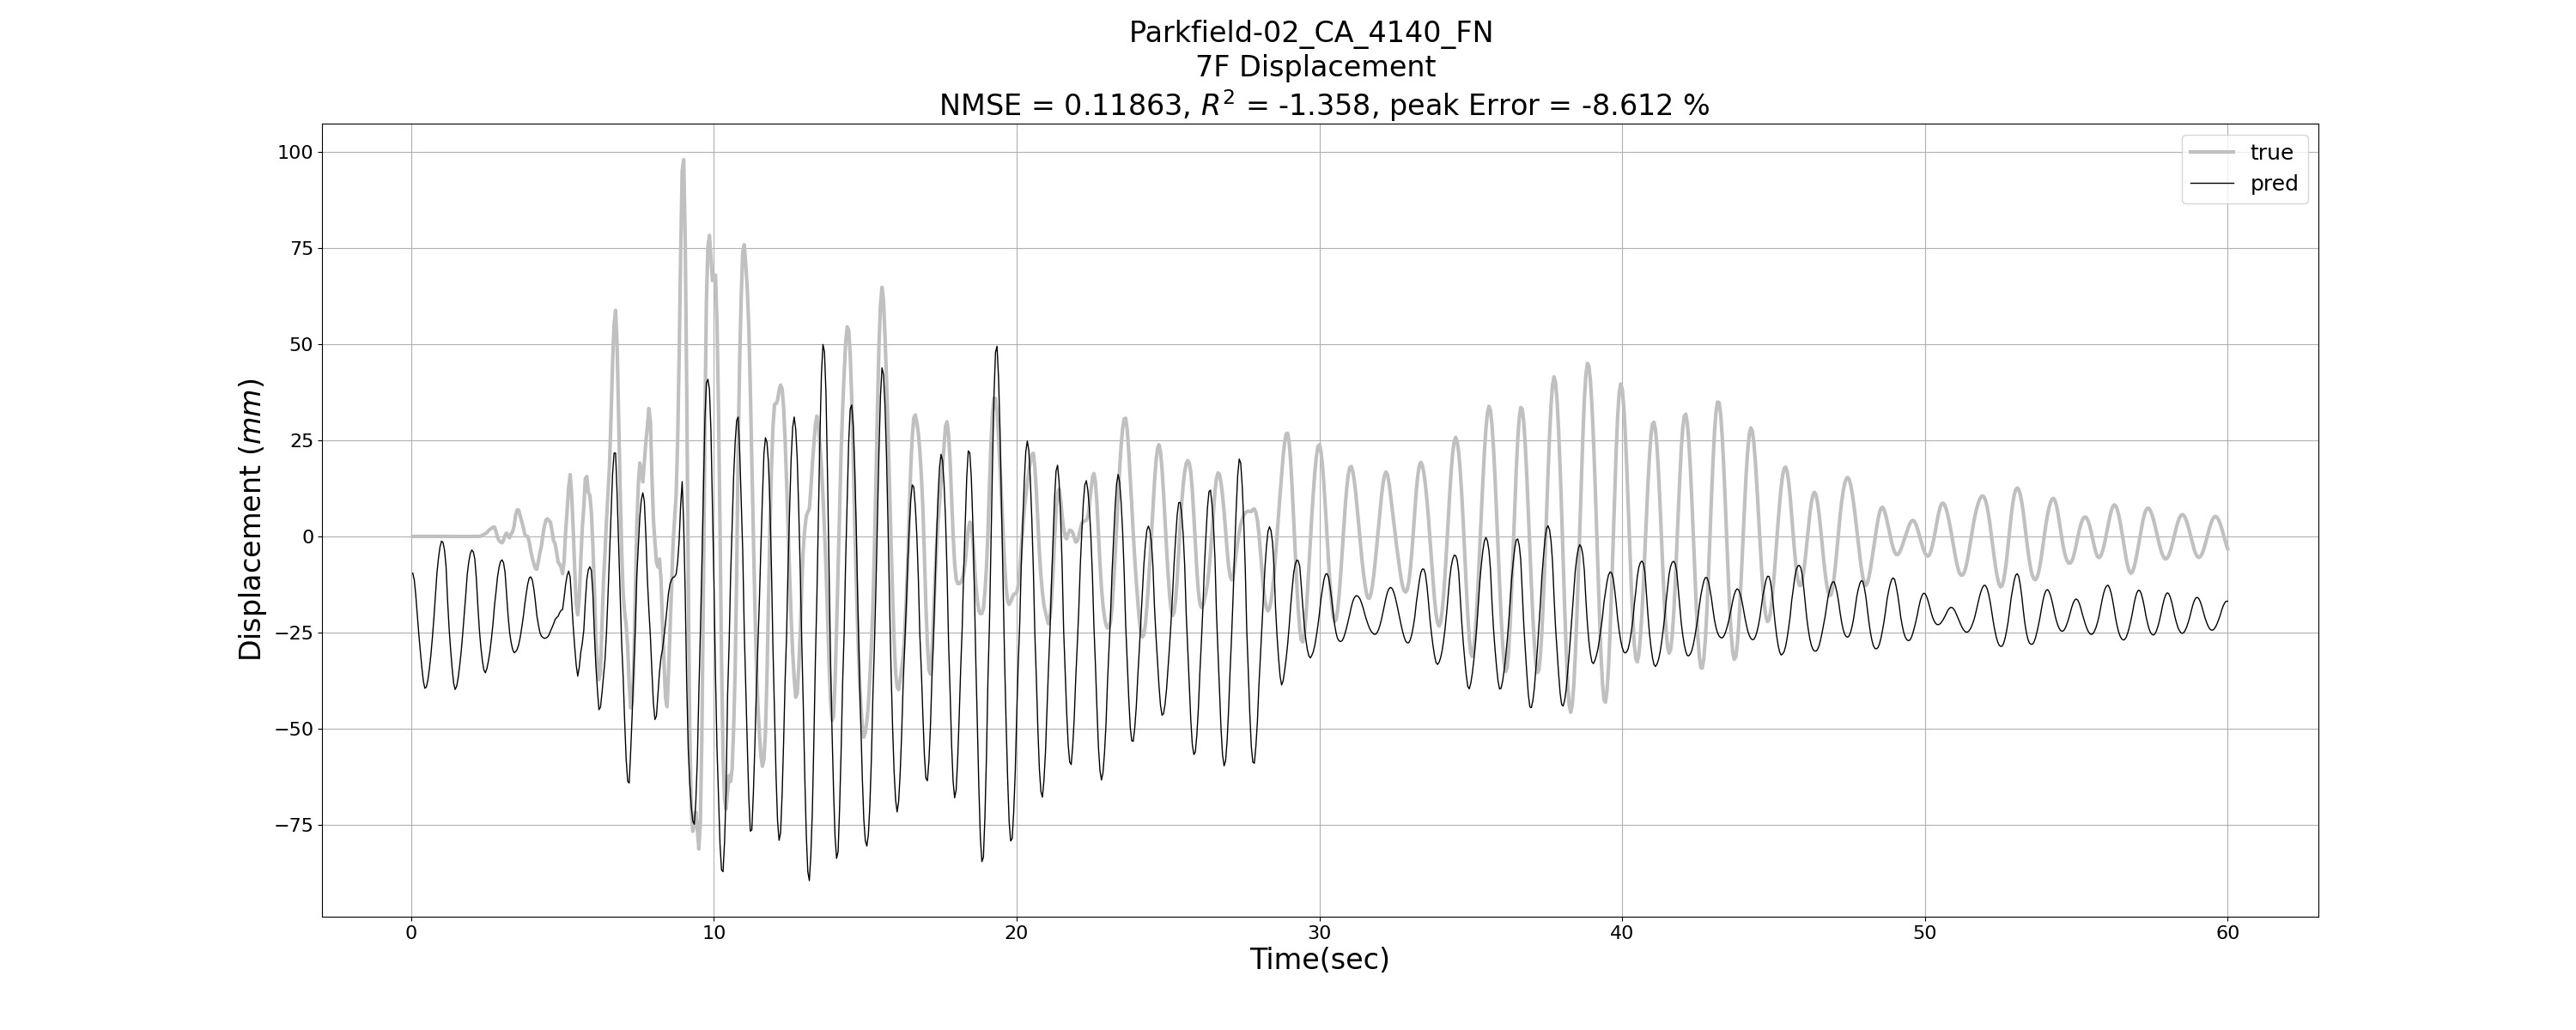 Parkfield-02_CA_4140_FN
7F Displacement
NMSE = 0.11863, R² = -1.358, peak Error = -8.612 %
true
pred
Displacement (mm)
100
75
50
25
0
−25
−50
−75
0 10 20 30 40 50 60
Time(sec)